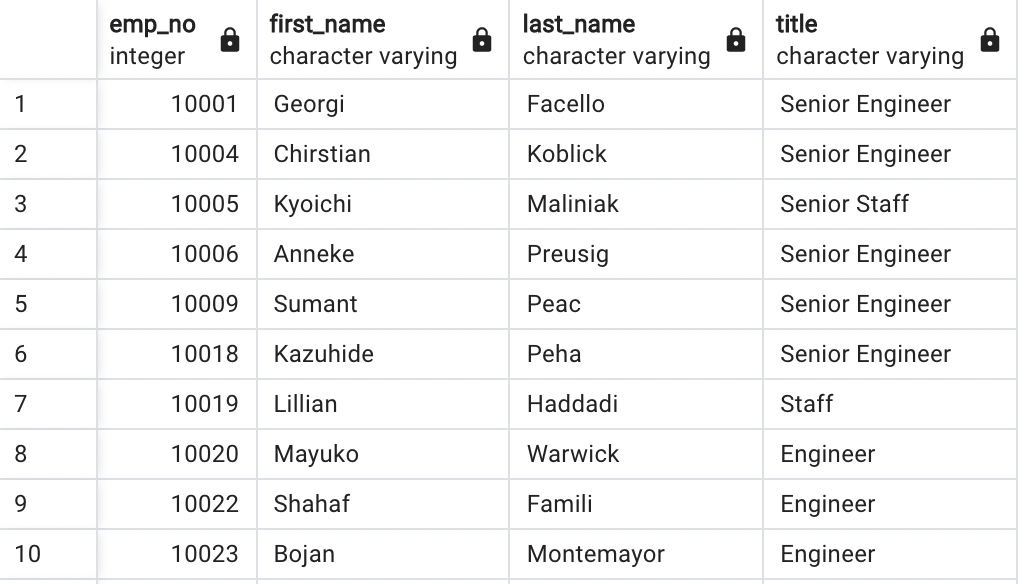 emp_no first_name last_name title
integer character varying character varying character varying
1 10001 Georgi Facello Senior Engineer
2 10004 Chirstian Koblick Senior Engineer
3 10005 Kyoichi Maliniak Senior Staff
4 10006 Anneke Preusig Senior Engineer
5 10009 Sumant Peac Senior Engineer
6 10018 Kazuhide Peha Senior Engineer
7 10019 Lillian Haddadi Staff
8 10020 Mayuko Warwick Engineer
9 10022 Shahaf Famili Engineer
10 10023 Bojan Montemayor Engineer